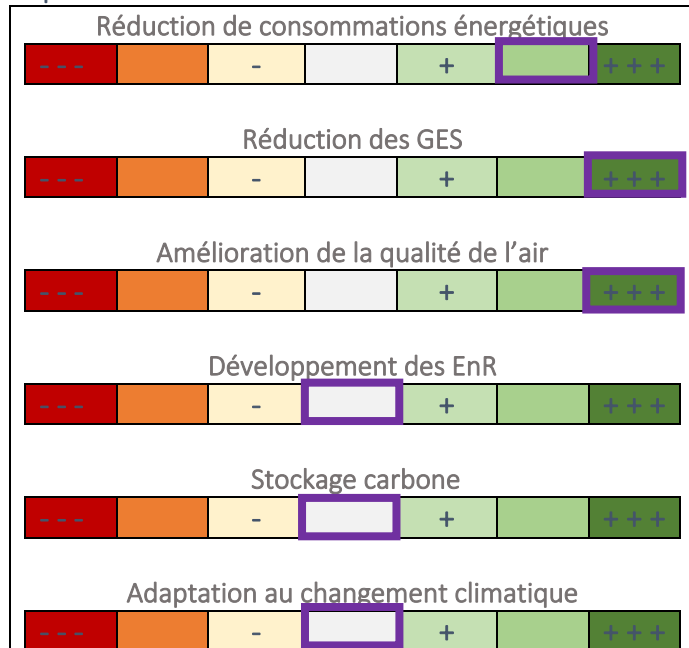 Réduction de consommations énergétiques
- - - - + + + +
Réduction des GES
- - - - + + + +
Amélioration de la qualité de l’air
- - - - + + + +
Développement des EnR
- - - - + + + +
Stockage carbone
- - - - + + + +
Adaptation au changement climatique
- - - - + + + +